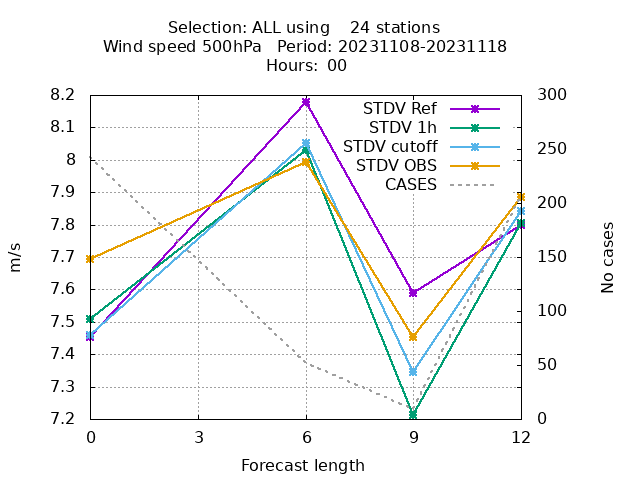 Selection: ALL using    24 stations
Wind speed 500hPa   Period: 20231108-20231118
Hours:  00
8.2
8.1
8
7.9
7.8
7.7
7.6
7.5
7.4
7.3
7.2
m/s
STDV Ref
STDV 1h
STDV cutoff
STDV OBS
CASES
300
250
200
150
100
50
0
No cases
0 3 6 9 12
Forecast length